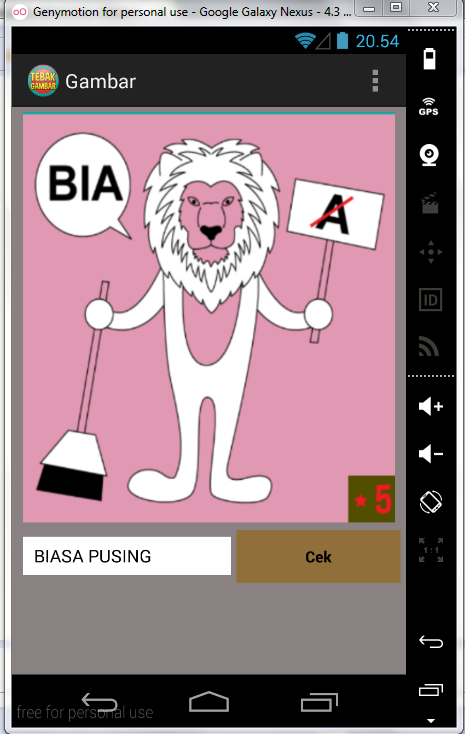 Genymotion for personal use - Google Galaxy Nexus - 4.3 ...
20.54
TEBAK
GAMBAR
Gambar
GPS
BIA
A
ID
5
1:1
BIASA PUSING
Cek
free for personal use